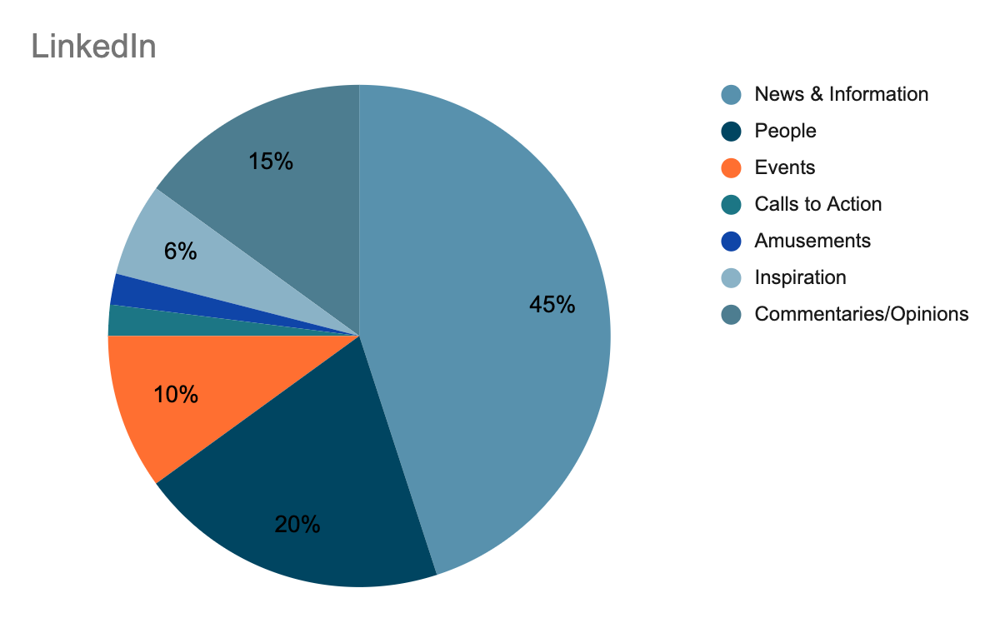 LinkedIn
News & Information
People
Events
Calls to Action
Amusements
Inspiration
Commentaries/Opinions
15%
6%
45%
10%
20%